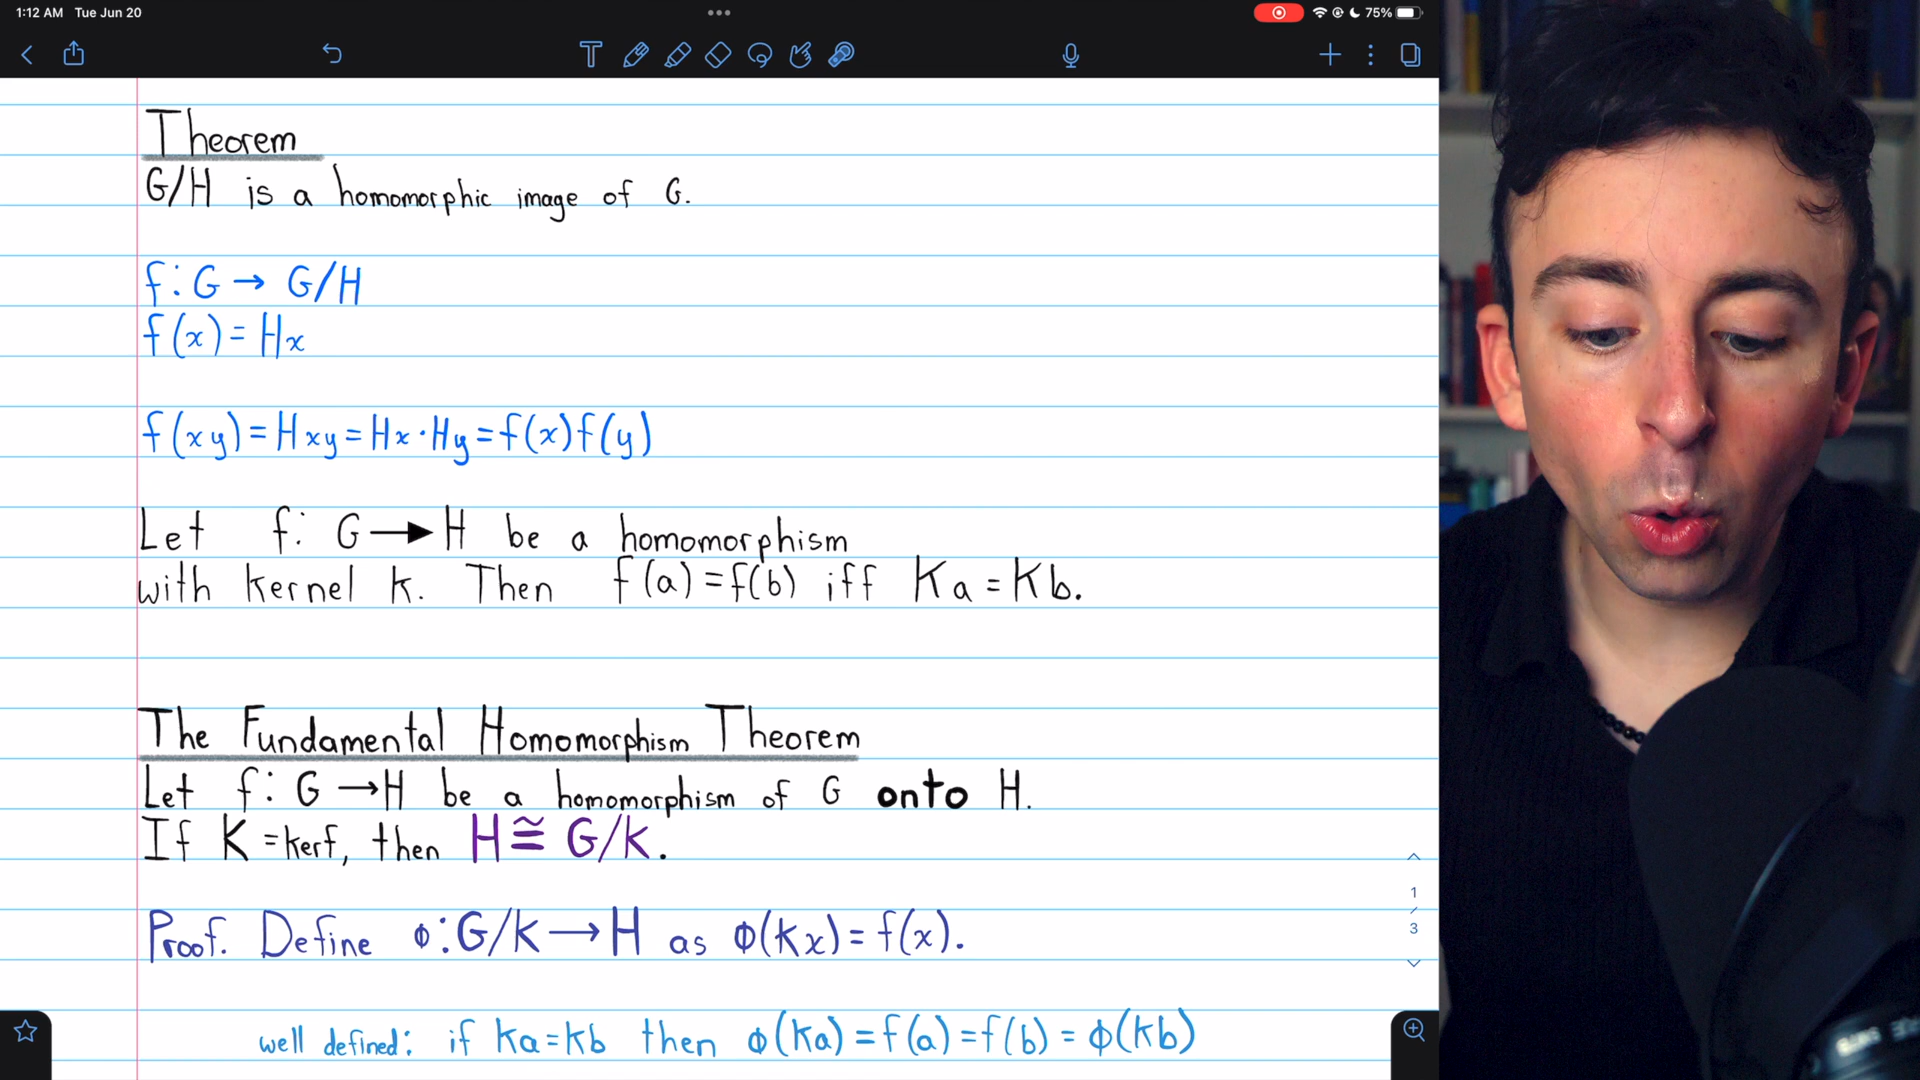 1:12 AM Tue Jun 20
75%
Theorem
G/H is a homomorphic image of G.
f: G → G/H
f(x) = Hx
f(xy) = Hxy = Hx · Hy = f(x)f(y)
Let f: G → H be a homomorphism
with kernel K. Then f(a) = f(b) iff Ka = Kb.
The Fundamental Homomorphism Theorem
Let f: G → H be a homomorphism of G onto H.
If K = kerf, then H ≅ G/K.
1
/
3
Proof. Define φ: G/K → H as φ(Kx) = f(x).
well defined: if Ka = Kb then φ(Ka) = f(a) = f(b) = φ(Kb)